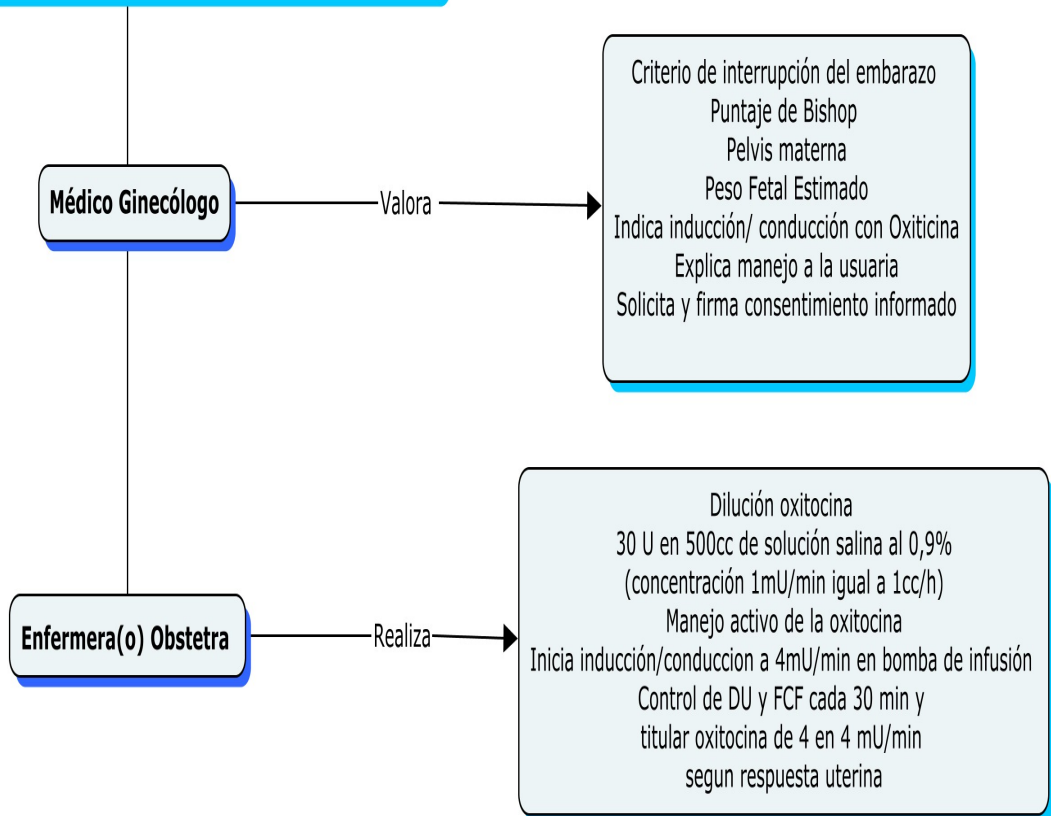 Médico Ginecólogo
Valora
Criterio de interrupción del embarazo
Puntaje de Bishop
Pelvis materna
Peso Fetal Estimado
Indica inducción/ conducción con Oxiticina
Explica manejo a la usuaria
Solicita y firma consentimiento informado
Enfermera(o) Obstetra
Realiza
Dilución oxitocina
30 U en 500cc de solución salina al 0,9%
(concentración 1mU/min igual a 1cc/h)
Manejo activo de la oxitocina
Inicia inducción/conduccion a 4mU/min en bomba de infusión
Control de DU y FCF cada 30 min y
titular oxitocina de 4 en 4 mU/min
segun respuesta uterina